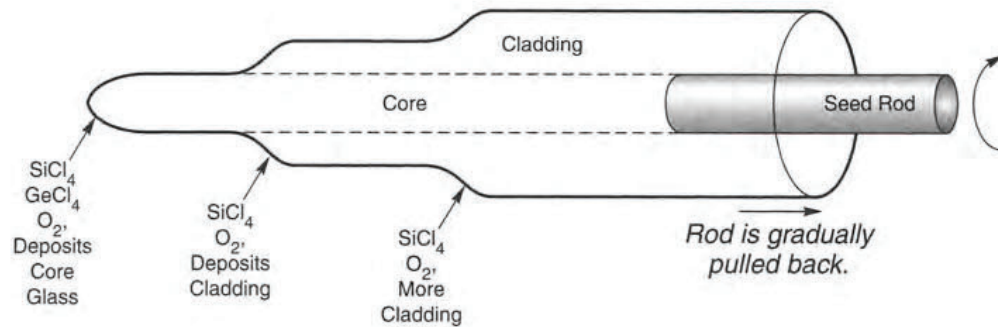 Cladding
Core
Seed Rod
SiCl₄
GeCl₄
O₂,
Deposits
Core
Glass
SiCl₄
O₂,
Deposits
Cladding
SiCl₄
O₂,
More
Cladding
Rod is gradually
pulled back.